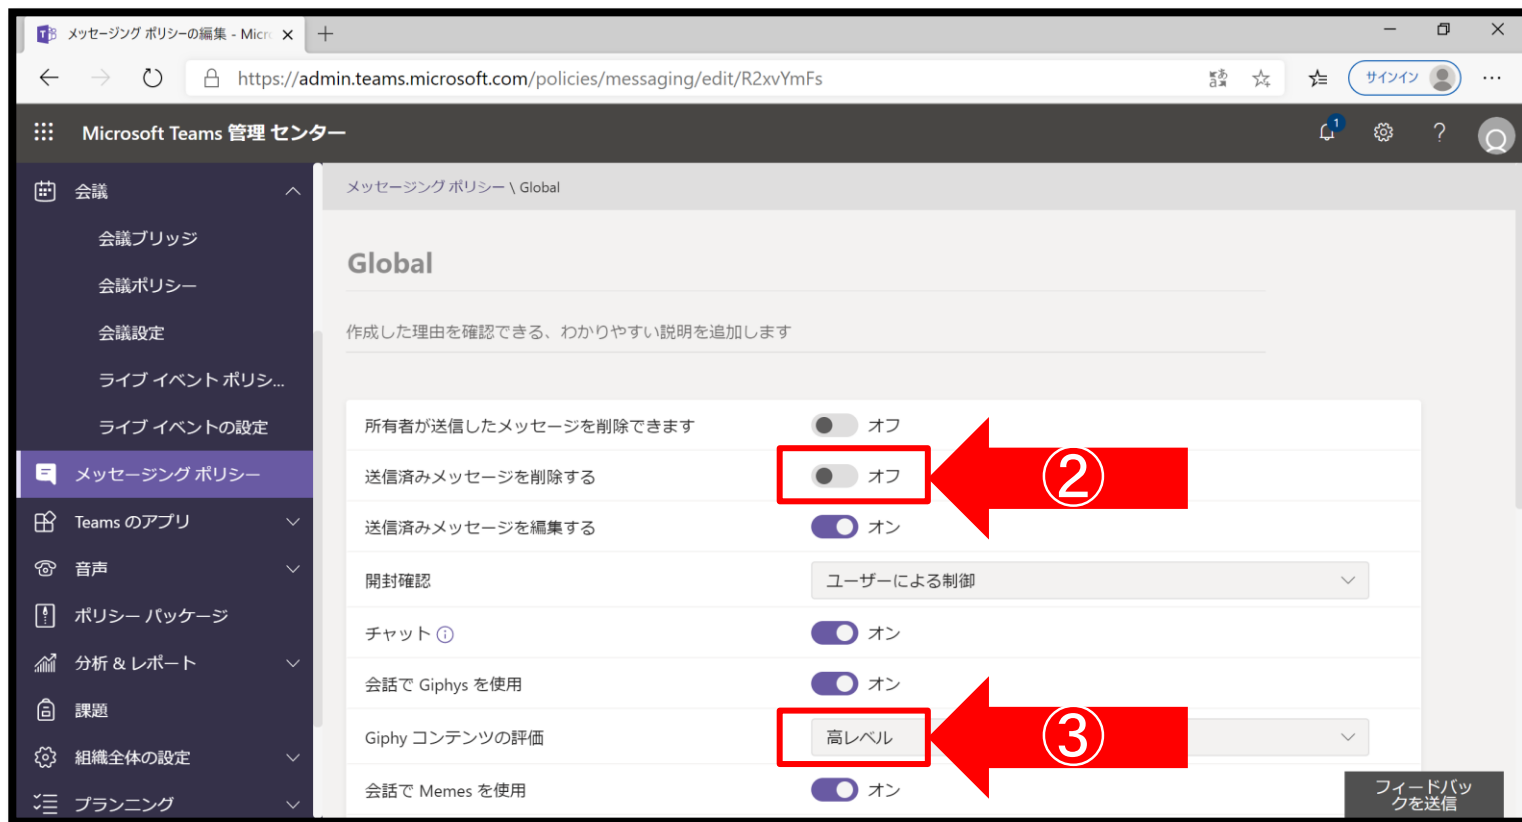 メッセージング ポリシーの編集 - Micr
https://admin.teams.microsoft.com/policies/messaging/edit/R2xvYmFs
サインイン
Microsoft Teams 管理 センター
1
会議
会議ブリッジ
会議ポリシー
会議設定
ライブ イベント ポリシ...
ライブ イベントの設定
メッセージング ポリシー
Teams のアプリ
音声
ポリシー パッケージ
分析 & レポート
課題
組織全体の設定
プランニング
メッセージング ポリシー \ Global
Global
作成した理由を確認できる、わかりやすい説明を追加します
所有者が送信したメッセージを削除できます オフ
送信済みメッセージを削除する オフ
②
送信済みメッセージを編集する オン
開封確認 ユーザーによる制御
チャット オン
会話で Giphys を使用 オン
Giphy コンテンツの評価 高レベル
③
会話で Memes を使用 オン
フィードバッ
クを送信